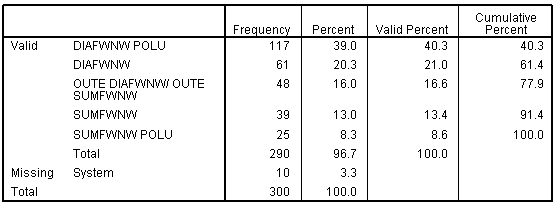 Frequency Percent Valid Percent Cumulative Percent
Valid DIAFWNW POLU 117 39.0 40.3 40.3
DIAFWNW 61 20.3 21.0 61.4
OUTE DIAFWNW/ OUTE
SUMFWNW 48 16.0 16.6 77.9
SUMFWNW 39 13.0 13.4 91.4
SUMFWNW POLU 25 8.3 8.6 100.0
Total 290 96.7 100.0
Missing System 10 3.3
Total 300 100.0